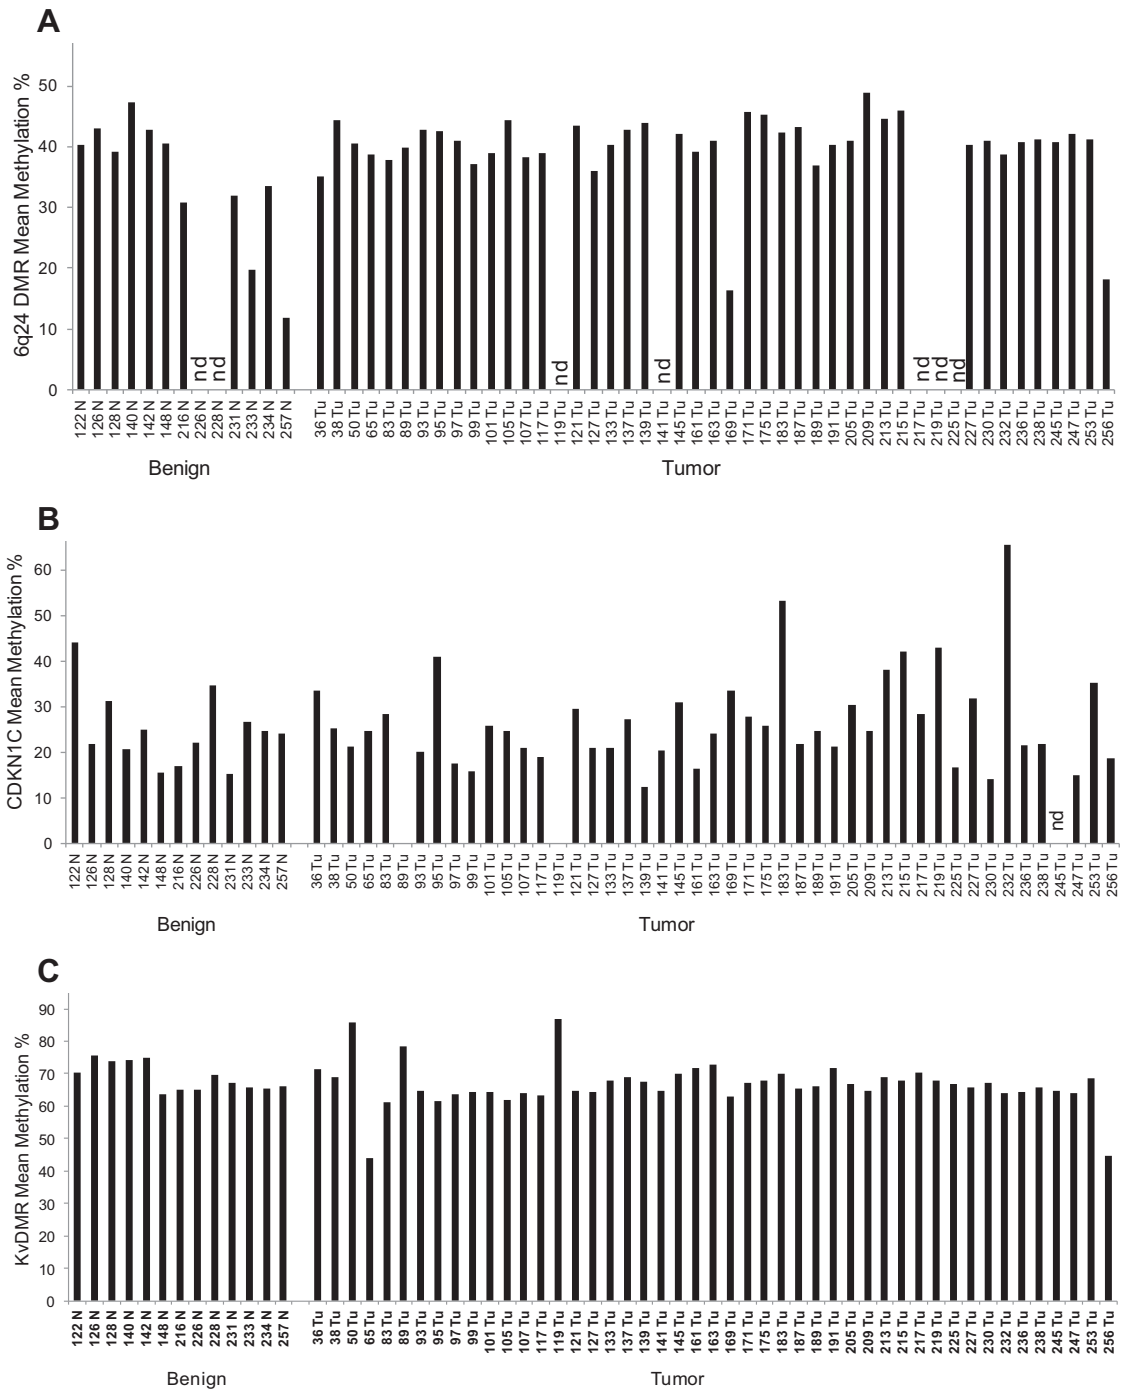 A
6q24 DMR Mean Methylation %
50
40
30
20
10
0
nd nd nd nd nd nd nd
122 N 126 N 128 N 140 N 142 N 148 N 216 N 226 N 228 N 231 N 233 N 234 N 257 N 36 Tu 38 Tu 50 Tu 65 Tu 83 Tu 89 Tu 93 Tu 95 Tu 97 Tu 99 Tu 101 Tu 105 Tu 107 Tu 117 Tu 119 Tu 121 Tu 127 Tu 133 Tu 137 Tu 139 Tu 141 Tu 145 Tu 161 Tu 163 Tu 169 Tu 171 Tu 175 Tu 183 Tu 187 Tu 189 Tu 191 Tu 205 Tu 209 Tu 213 Tu 215 Tu 217 Tu 219 Tu 225 Tu 227 Tu 230 Tu 232 Tu 236 Tu 238 Tu 245 Tu 247 Tu 253 Tu 256 Tu
Benign Tumor
B
CDKN1C Mean Methylation %
60
50
40
30
20
10
0
nd
122 N 126 N 128 N 140 N 142 N 148 N 216 N 226 N 228 N 231 N 233 N 234 N 257 N 36 Tu 38 Tu 50 Tu 65 Tu 83 Tu 89 Tu 93 Tu 95 Tu 97 Tu 99 Tu 101 Tu 105 Tu 107 Tu 117 Tu 119 Tu 121 Tu 127 Tu 133 Tu 137 Tu 139 Tu 141 Tu 145 Tu 161 Tu 163 Tu 169 Tu 171 Tu 175 Tu 183 Tu 187 Tu 189 Tu 191 Tu 205 Tu 209 Tu 213 Tu 215 Tu 217 Tu 219 Tu 225 Tu 227 Tu 230 Tu 232 Tu 236 Tu 238 Tu 245 Tu 247 Tu 253 Tu 256 Tu
Benign Tumor
C
KvDMR Mean Methylation %
90
80
70
60
50
40
30
20
10
0
122 N 126 N 128 N 140 N 142 N 148 N 216 N 226 N 228 N 231 N 233 N 234 N 257 N 36 Tu 38 Tu 50 Tu 65 Tu 83 Tu 89 Tu 93 Tu 95 Tu 97 Tu 99 Tu 101 Tu 105 Tu 107 Tu 117 Tu 119 Tu 121 Tu 127 Tu 133 Tu 137 Tu 139 Tu 141 Tu 145 Tu 161 Tu 163 Tu 169 Tu 171 Tu 175 Tu 183 Tu 187 Tu 189 Tu 191 Tu 205 Tu 209 Tu 213 Tu 215 Tu 217 Tu 219 Tu 225 Tu 227 Tu 230 Tu 232 Tu 236 Tu 238 Tu 245 Tu 247 Tu 253 Tu 256 Tu
Benign Tumor